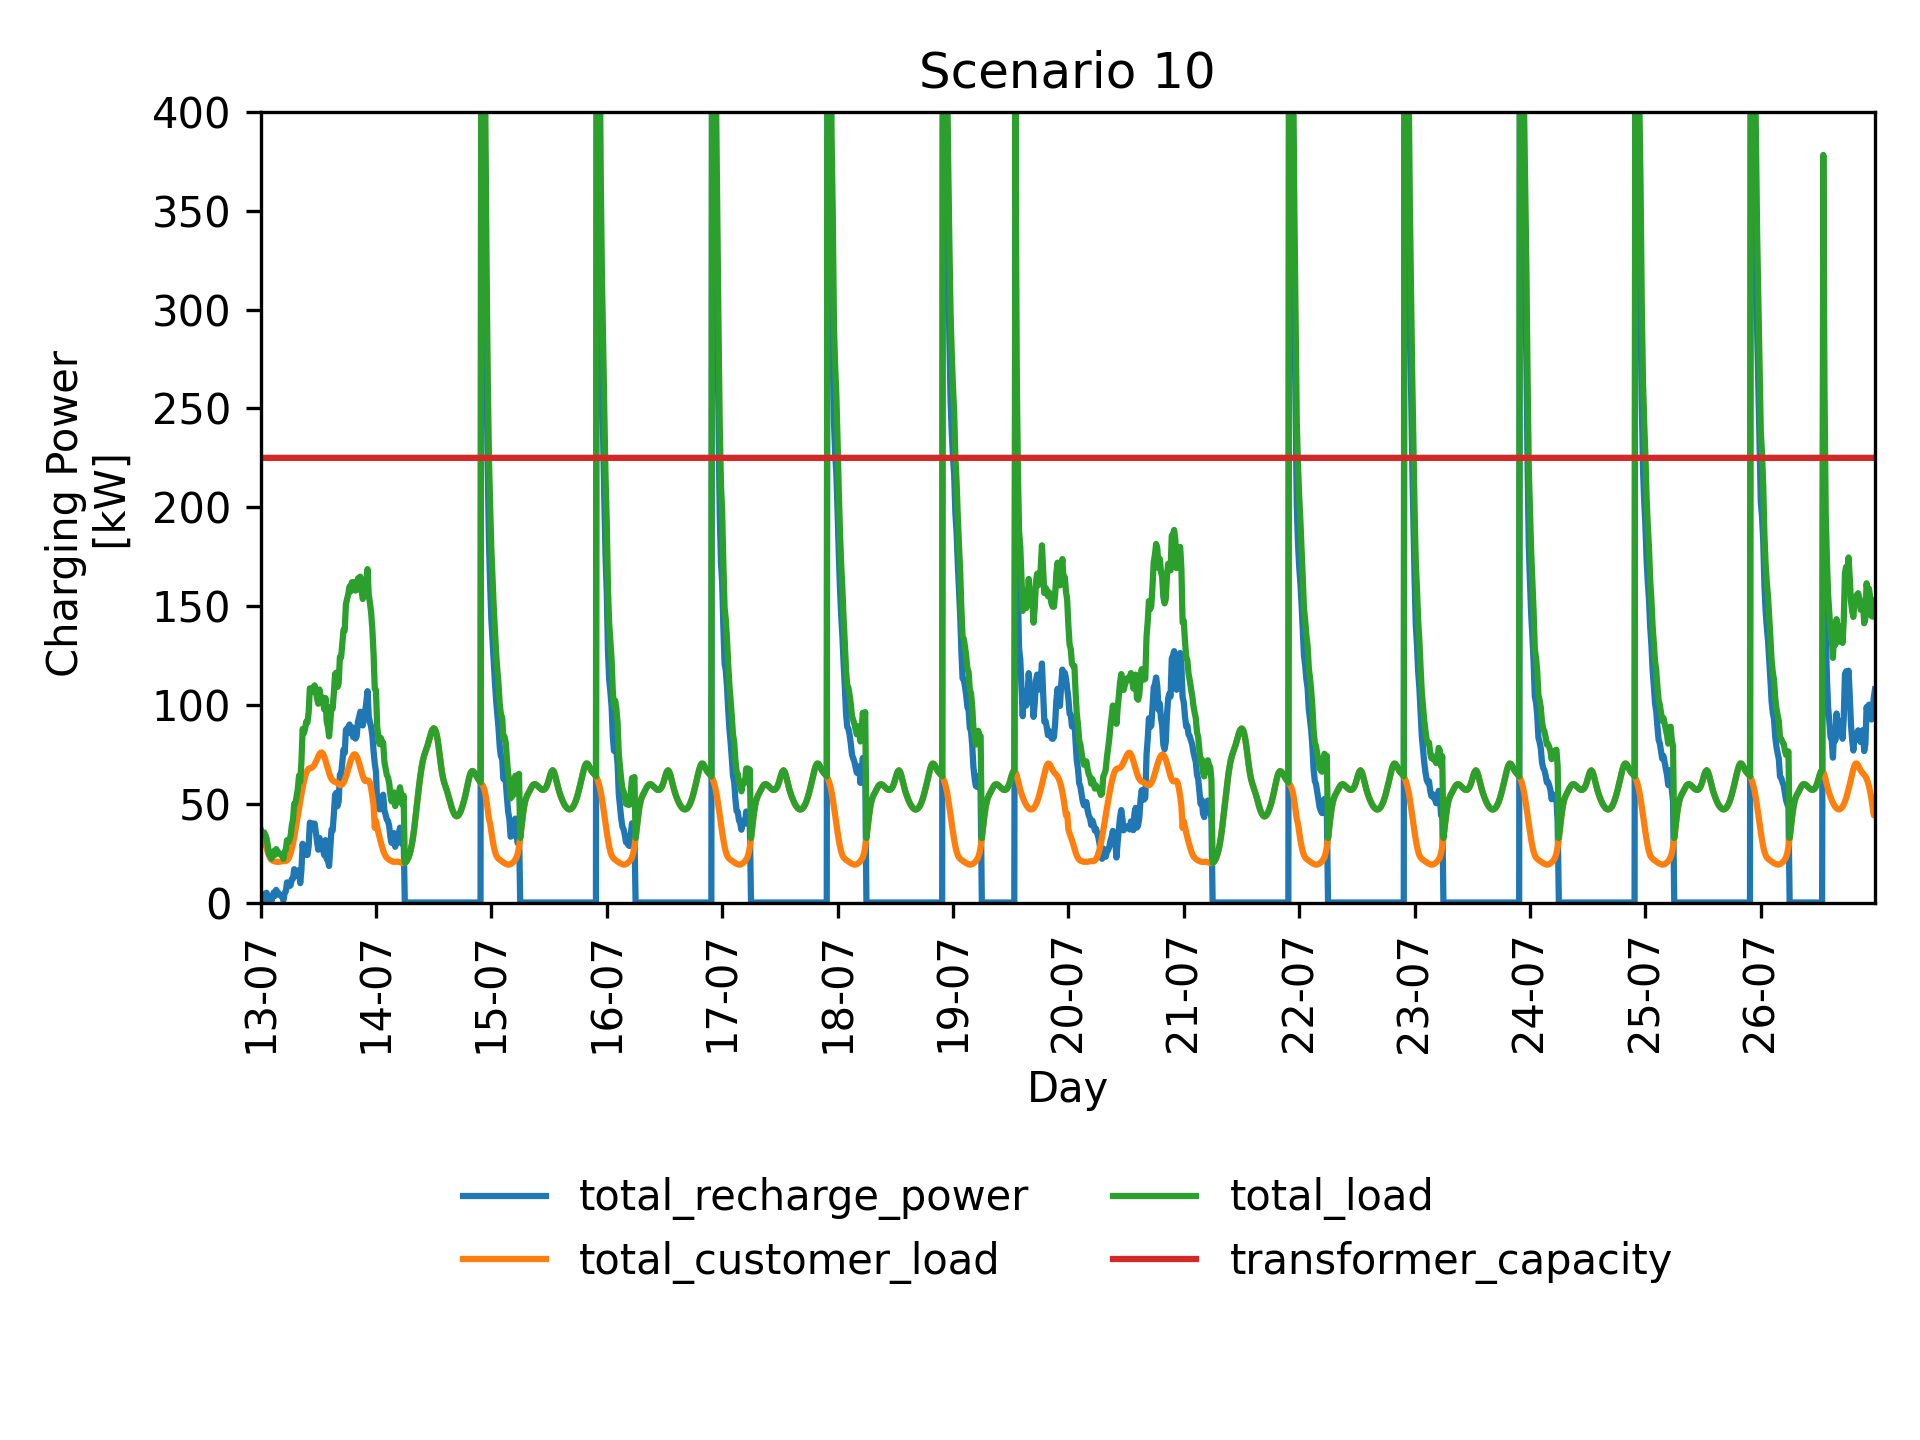 Scenario 10
400
350
300
250
200
150
100
50
0
Charging Power
[kW]
13-07
14-07
15-07
16-07
17-07
18-07
19-07
20-07
21-07
22-07
23-07
24-07
25-07
26-07
Day
total_recharge_power
total_customer_load
total_load
transformer_capacity